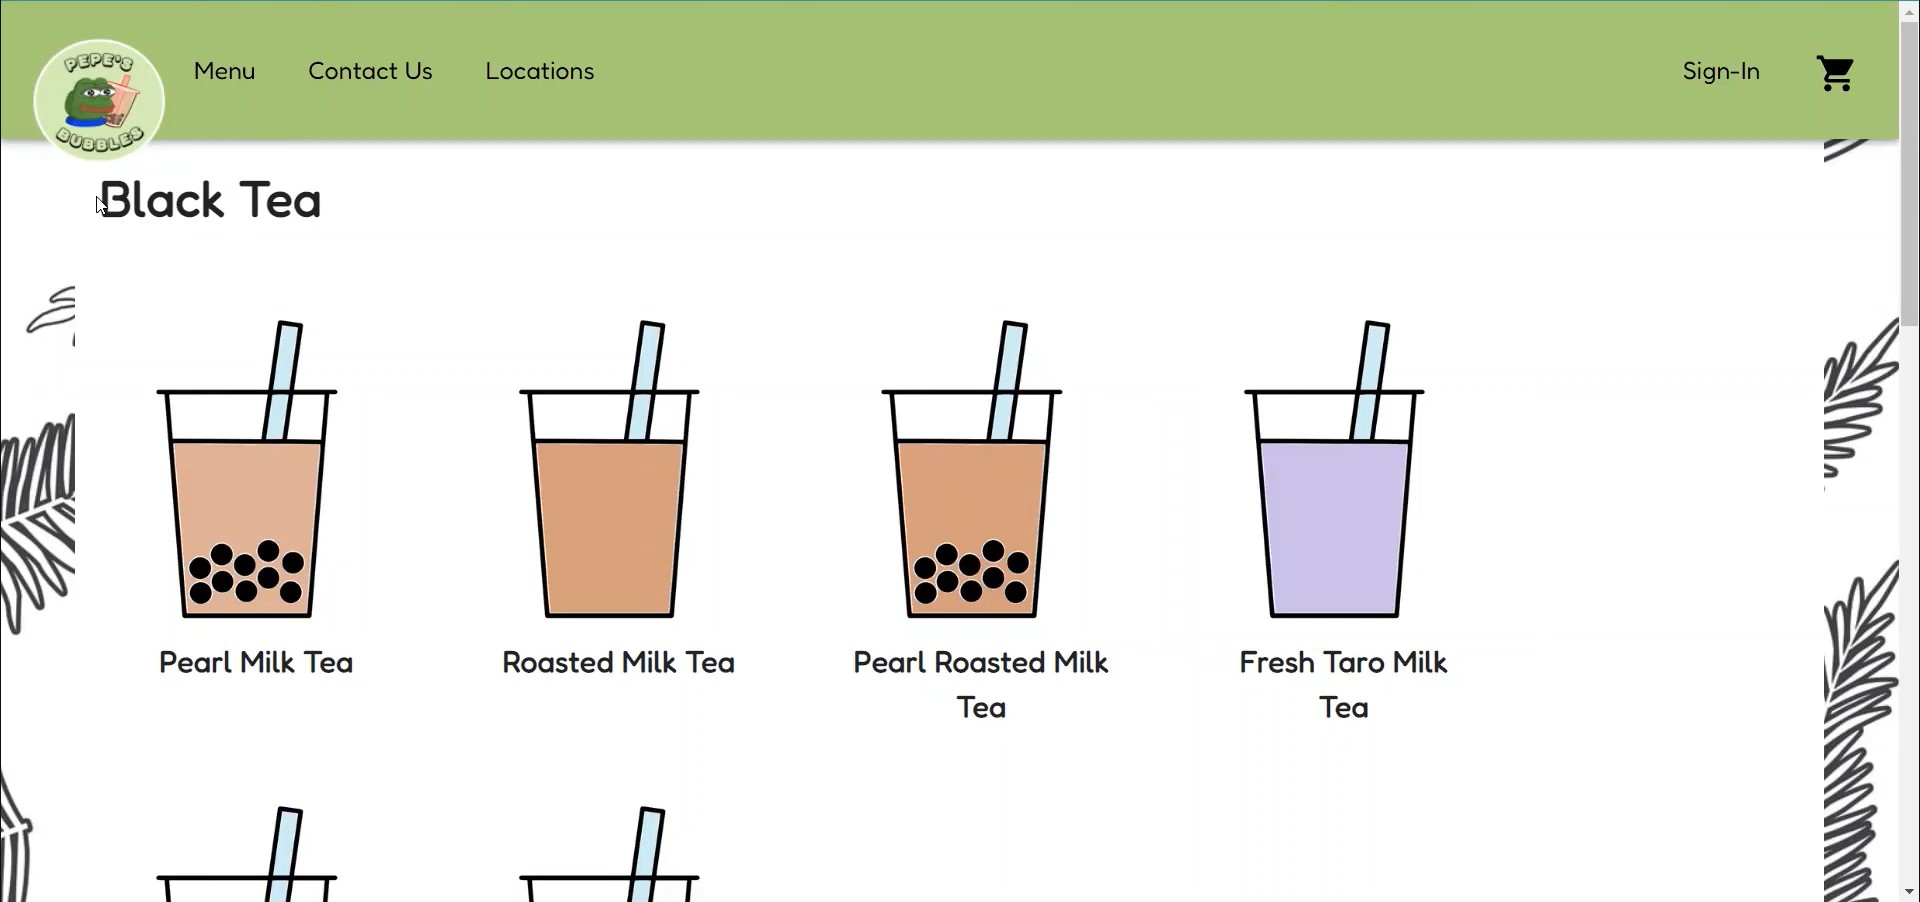 PEPE'S
BUBBLES
Menu Contact Us Locations Sign-In
Black Tea
Pearl Milk Tea
Roasted Milk Tea
Pearl Roasted Milk
Tea
Fresh Taro Milk
Tea